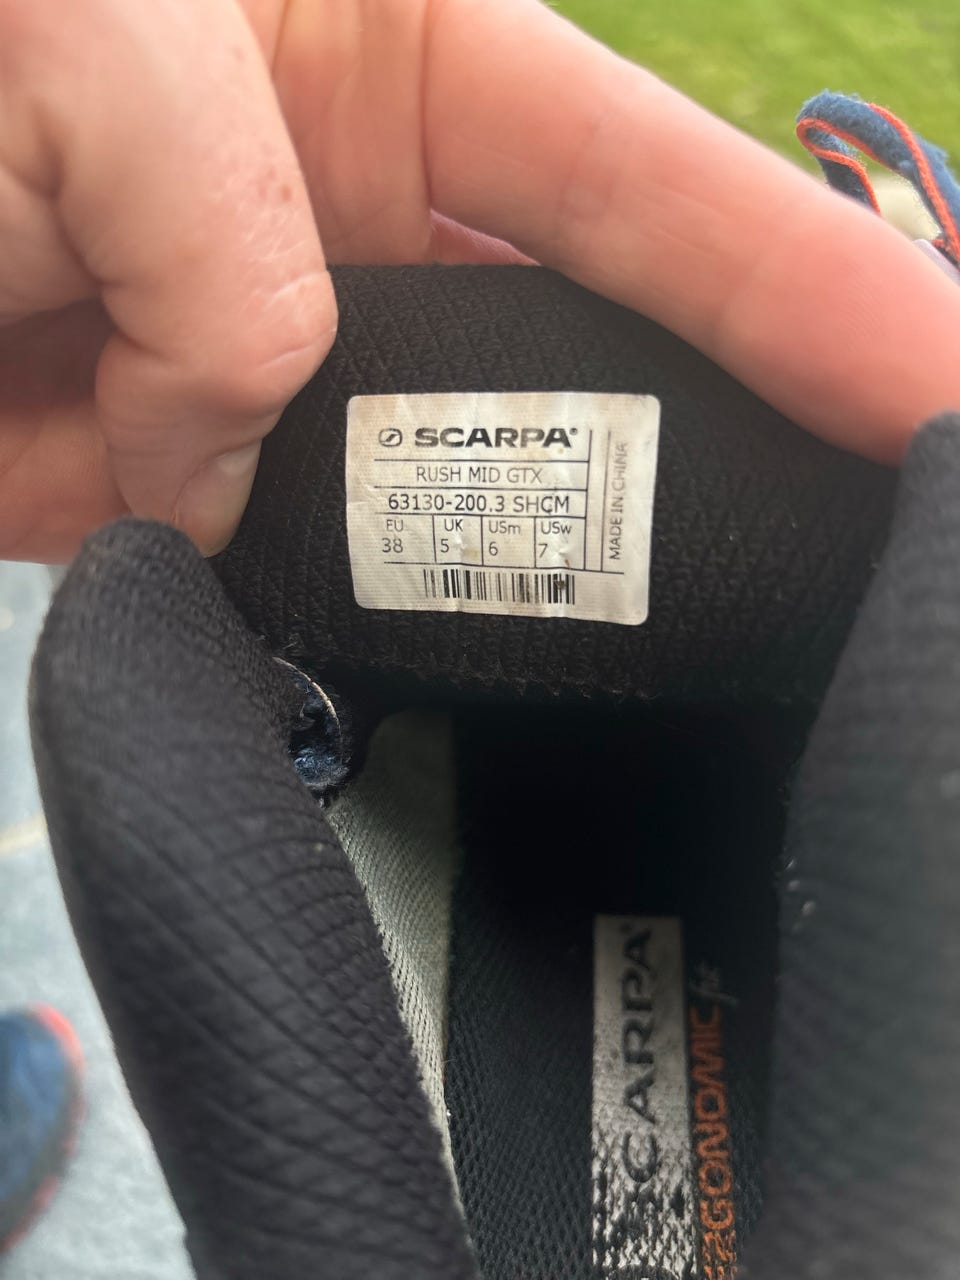 SCARPA®
RUSH MID GTX
63130-200.3 SHCM
EU UK USm USw
38 5 6 7
MADE IN CHINA
SCARPA®
ERGONOMIC fit